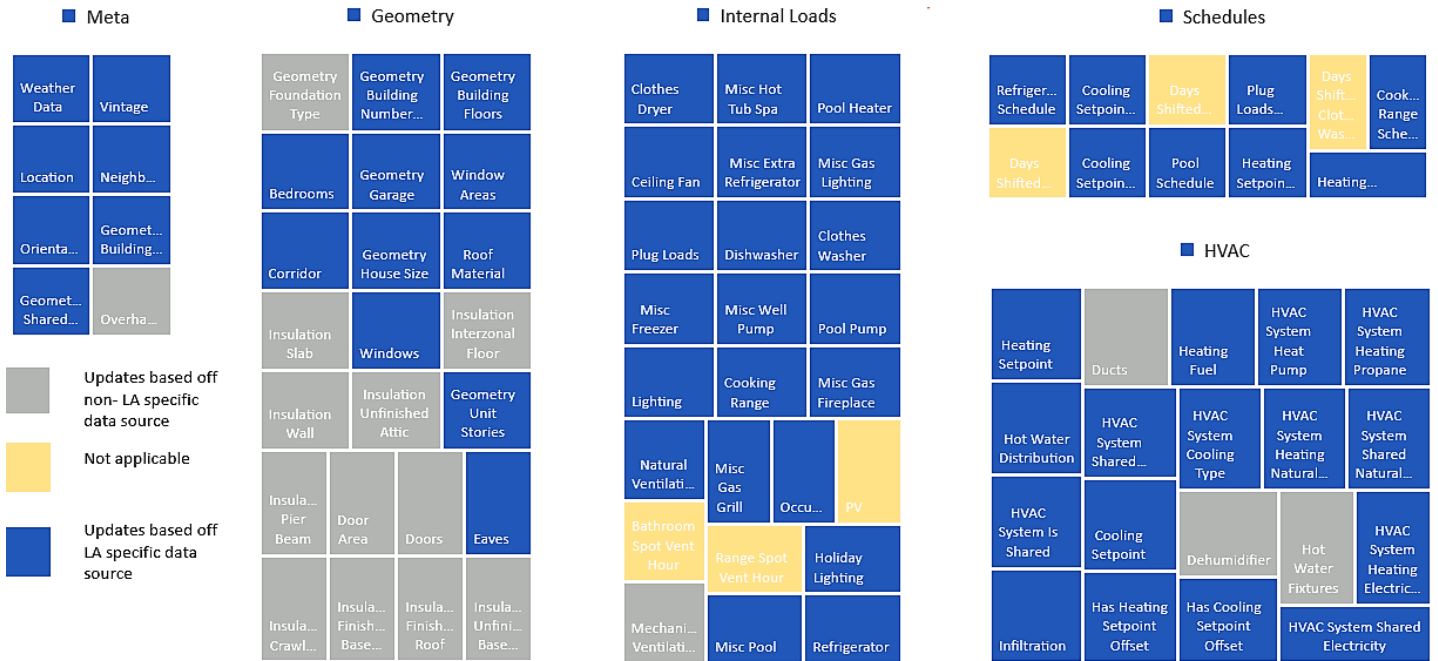 Meta
Geometry
Internal Loads
Schedules
Weather
Data
Vintage
Location
Neighb...
Orienta...
Geomet...
Building...
Geomet...
Shared...
Overha...
Updates based off
non- LA specific
data source
Not applicable
Updates based off
LA specific data
source
Geometry
Foundation
Type
Geometry
Building
Number...
Geometry
Building
Floors
Bedrooms
Geometry
Garage
Window
Areas
Corridor
Geometry
House Size
Roof
Material
Insulation
Slab
Windows
Insulation
Interzonal
Floor
Insulation
Wall
Insulation
Unfinished
Attic
Geometry
Unit
Stories
Insula...
Pier
Beam
Door
Area
Doors
Eaves
Insula...
Crawl...
Insula...
Finish...
Base...
Insula...
Finish...
Roof
Insula...
Unfini...
Base...
Clothes
Dryer
Misc Hot
Tub Spa
Pool Heater
Ceiling Fan
Misc Extra
Refrigerator
Misc Gas
Lighting
Plug Loads
Dishwasher
Clothes
Washer
Misc
Freezer
Misc Well
Pump
Pool Pump
Lighting
Cooking
Range
Misc Gas
Fireplace
Natural
Ventilati...
Misc
Gas
Grill
Occu...
PV
Bathroom
Spot Vent
Hour
Range Spot
Vent Hour
Holiday
Lighting
Mechani...
Ventilati...
Misc Pool
Refrigerator
Refriger...
Schedule
Cooling
Setpoin...
Days
Shifted...
Plug
Loads...
Days
Shift...
Clot...
Was...
Cook...
Range
Sche...
Days
Shifted...
Cooling
Setpoin...
Pool
Schedule
Heating
Setpoin...
Heating...
HVAC
Heating
Setpoint
Ducts
Heating
Fuel
HVAC
System
Heat
Pump
HVAC
System
Heating
Propane
Hot Water
Distribution
HVAC
System
Shared...
HVAC
System
Cooling
Type
HVAC
System
Heating
Natural...
HVAC
System
Shared
Natural...
HVAC
System Is
Shared
Cooling
Setpoint
Dehumidifier
Hot
Water
Fixtures
HVAC
System
Heating
Electric...
Infiltration
Has Heating
Setpoint
Offset
Has Cooling
Setpoint
Offset
HVAC System Shared
Electricity